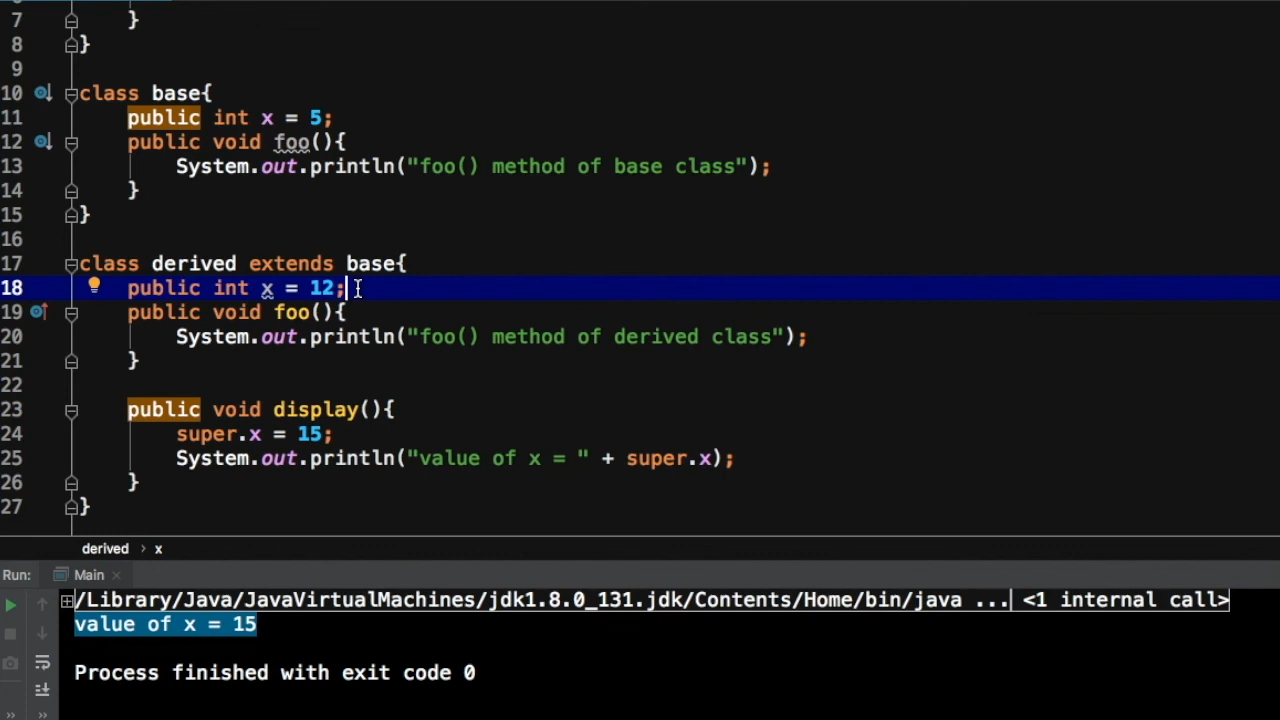 7 }
8 }
9
10 class base{
11 public int x = 5;
12 public void foo(){
13 System.out.println("foo() method of base class");
14 }
15 }
16
17 class derived extends base{
18 public int x = 12;
19 public void foo(){
20 System.out.println("foo() method of derived class");
21 }
22
23 public void display(){
24 super.x = 15;
25 System.out.println("value of x = " + super.x);
26 }
27 }
derived › x
Run: Main ×
/Library/Java/JavaVirtualMachines/jdk1.8.0_131.jdk/Contents/Home/bin/java ... <1 internal call>
value of x = 15
Process finished with exit code 0